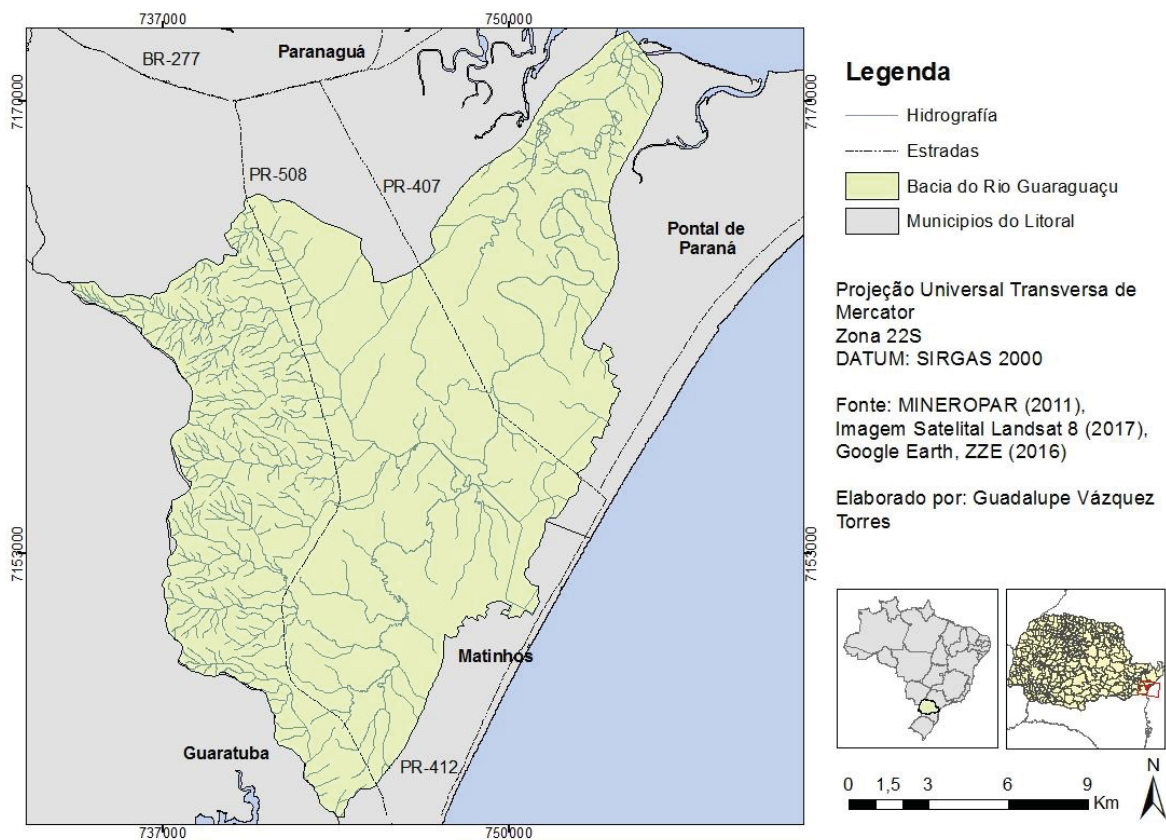 737000
750000
BR-277
Paranaguá
7170000
7170000
PR-508
PR-407
Pontal de
Paraná
7153000
7153000
Matinhos
Guaratuba
PR-412
737000
750000
Legenda
Hidrografía
Estradas
Bacia do Rio Guaraguaçu
Municipios do Litoral
Projeção Universal Transversa de
Mercator
Zona 22S
DATUM: SIRGAS 2000
Fonte: MINEROPAR (2011),
Imagem Satelital Landsat 8 (2017),
Google Earth, ZZE (2016)
Elaborado por: Guadalupe Vázquez
Torres
N
0 1,5 3 6 9
Km